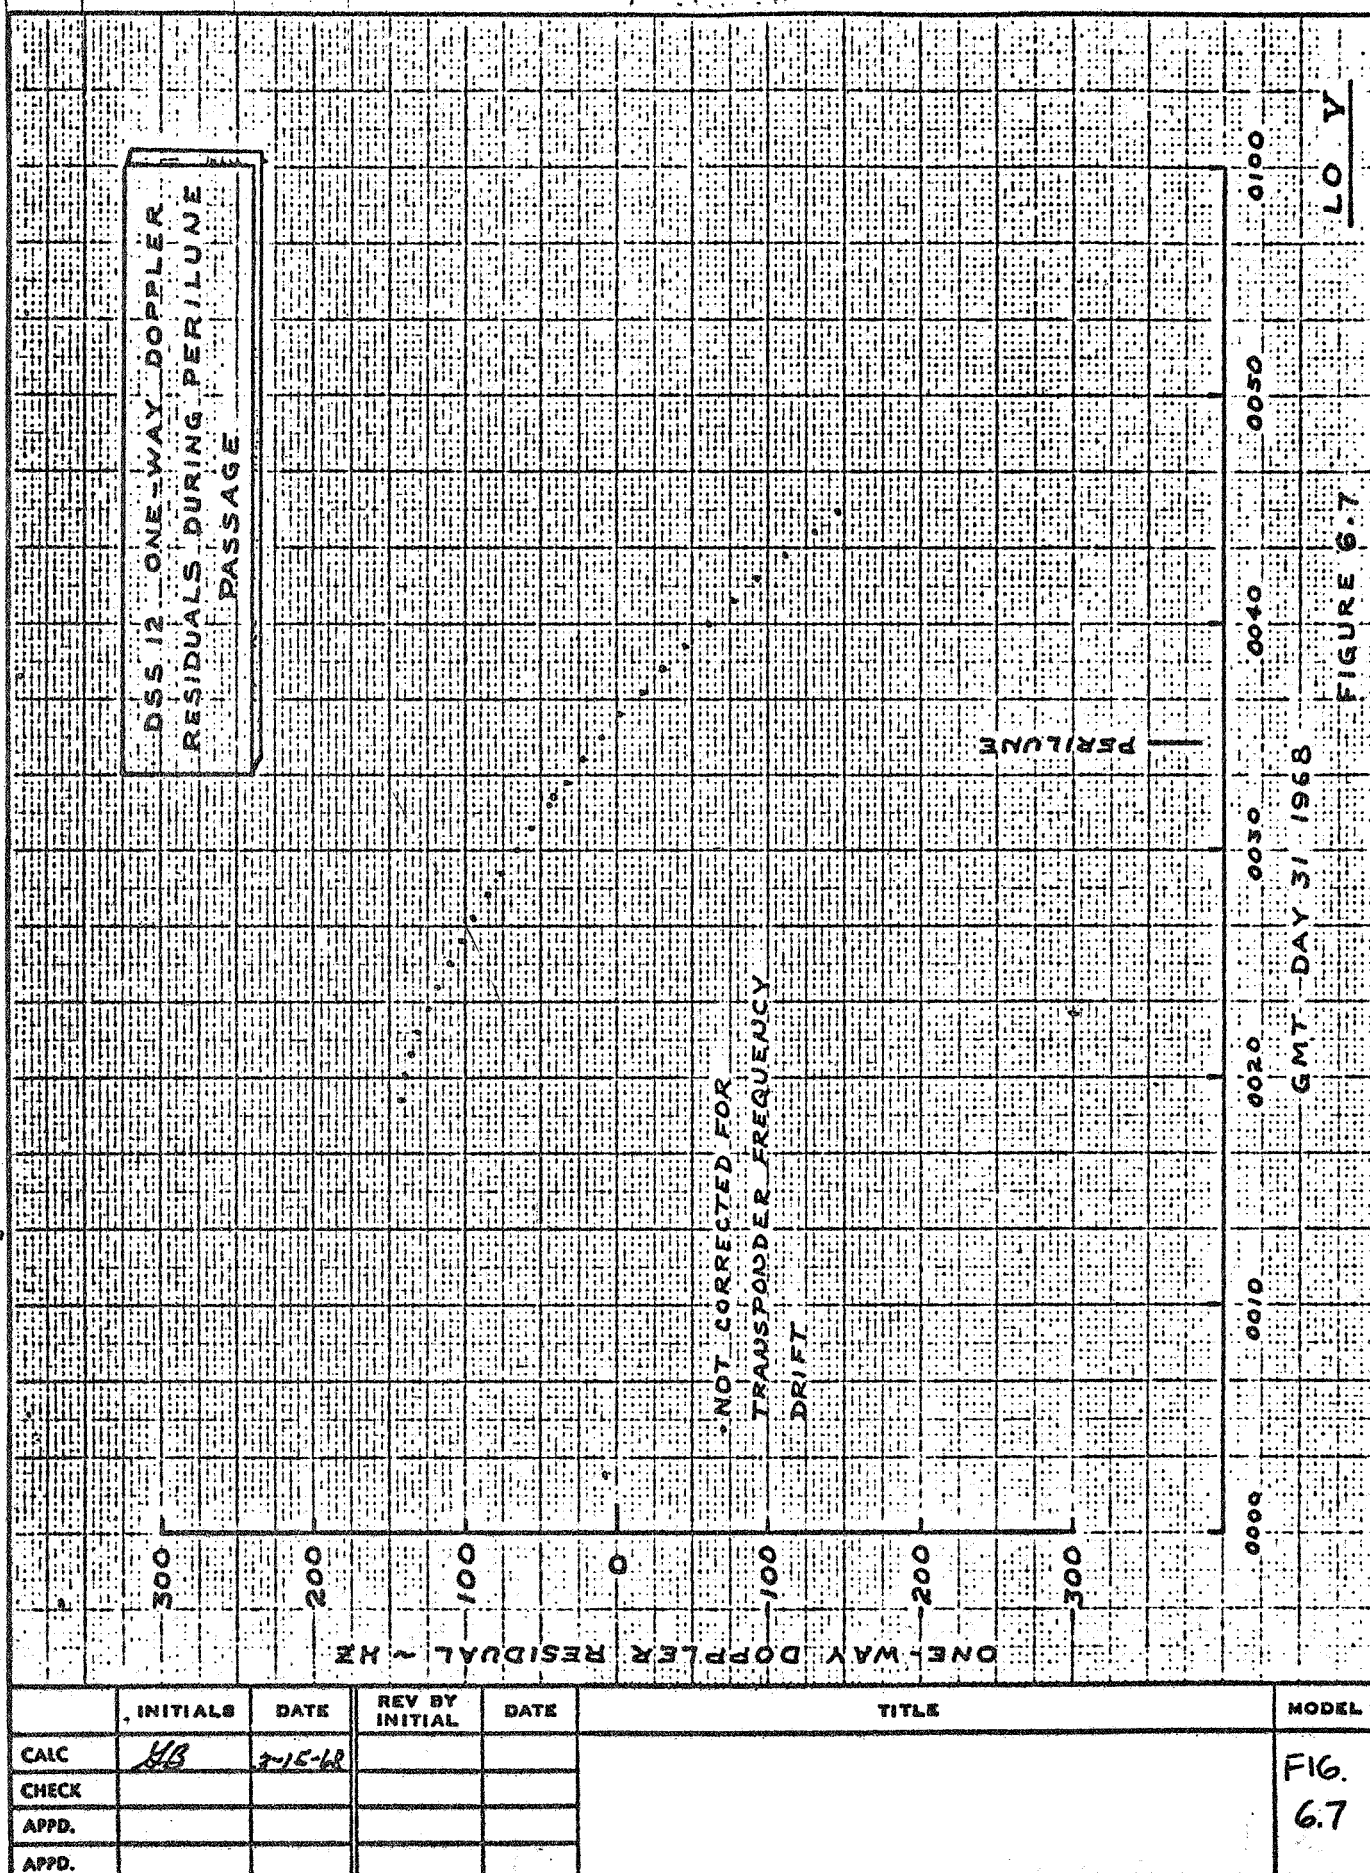 DSS 12 ONE-WAY DOPPLER
RESIDUALS DURING PERILUNE
PASSAGE
ONE-WAY DOPPLER RESIDUAL ~ HZ
300
200
100
0
-100
-200
-300
NOT CORRECTED FOR
TRANSPONDER FREQUENCY
DRIFT
PERILUNE
0000
0010
0020
0030
0040
0050
0100
GMT DAY 31 1968
FIGURE 6.7
LO V
INITIALS DATE REV BY INITIAL DATE TITLE MODEL
CALC
CHECK
APPD.
APPD.
FIG.
6.7